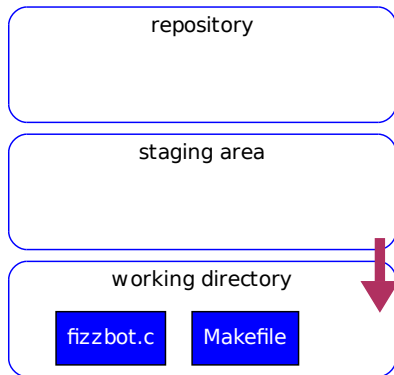 repository
staging area
working directory
fizzbot.c Makefile